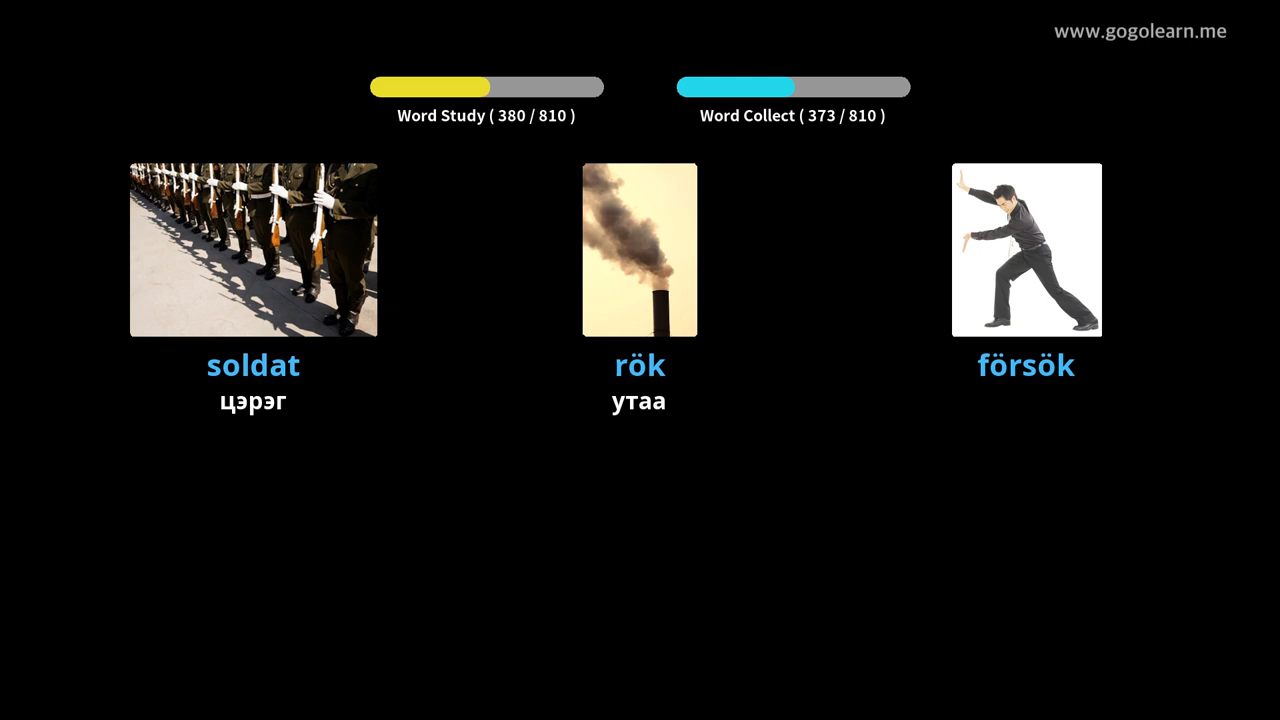 www.gogolearn.me
Word Study ( 380 / 810 )
Word Collect ( 373 / 810 )
soldat
цэрэг
rök
утаа
försök